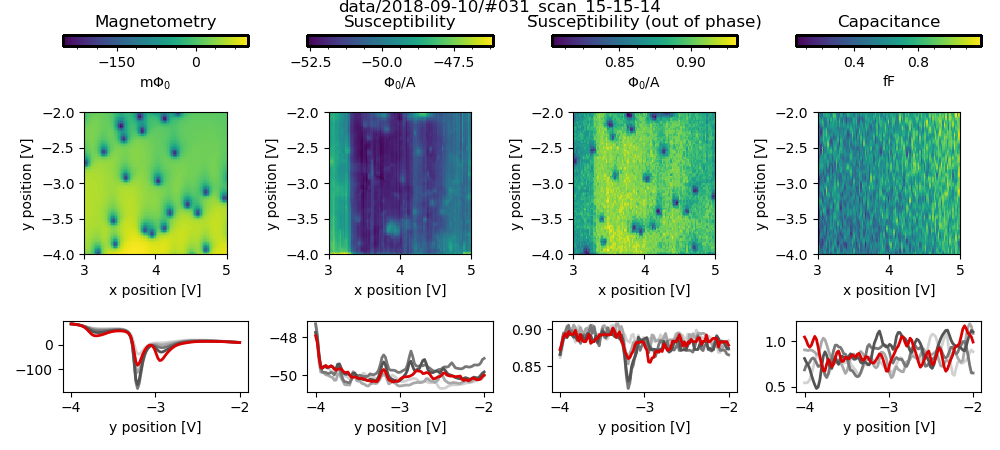 data/2018-09-10/#031_scan_15-15-14
Magnetometry Susceptibility Susceptibility (out of phase) Capacitance
−150 0 −52.5 −50.0 −47.5 0.85 0.90 0.4 0.8
mΦ₀ Φ₀/A Φ₀/A fF
−2.0 −2.0 −2.0 −2.0
−2.5 −2.5 −2.5 −2.5
−3.0 −3.0 −3.0 −3.0
−3.5 −3.5 −3.5 −3.5
−4.0 −4.0 −4.0 −4.0
y position [V] y position [V] y position [V] y position [V]
3 4 5 3 4 5 3 4 5 3 4 5
x position [V] x position [V] x position [V] x position [V]
0 −48 0.90 1.0
−100 −50 0.85 0.5
−4 −3 −2 −4 −3 −2 −4 −3 −2 −4 −3 −2
y position [V] y position [V] y position [V] y position [V]